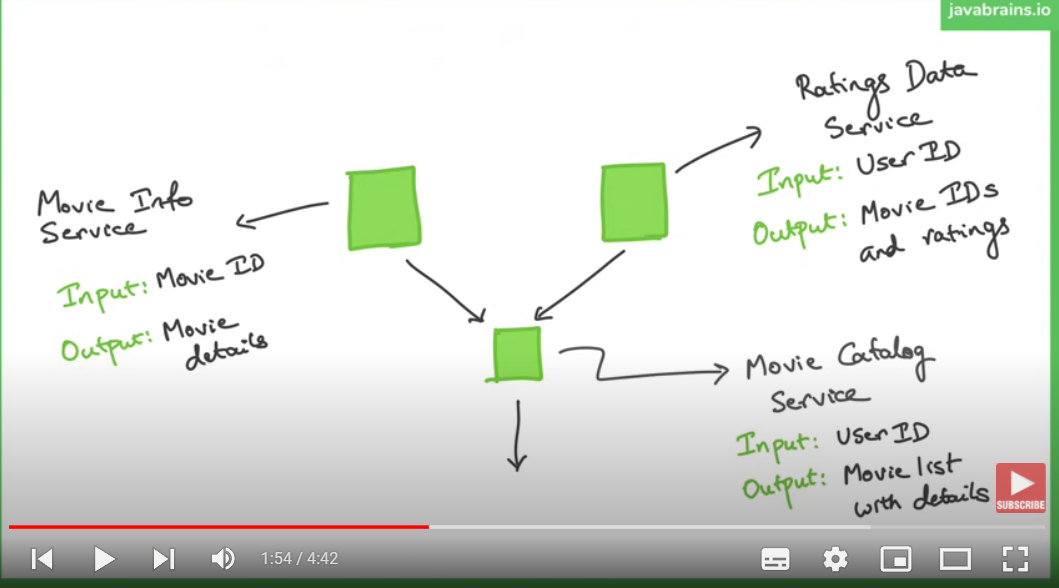 javabrains.io
Ratings Data
Service
Input: User ID
Output: Movie IDs
and ratings
Movie Info
Service
Input: Movie ID
Output: Movie
details
Movie Catalog
Service
Input: User ID
Output: Movie list
with details
SUBSCRIBE
1:54 / 4:42